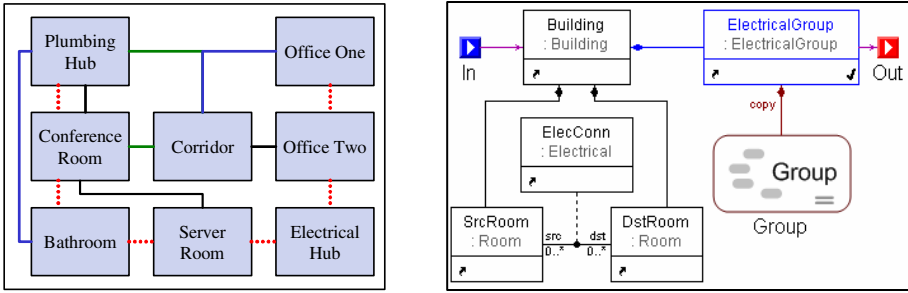 Plumbing
Hub
Office One
Conference
Room
Corridor
Office Two
Bathroom
Server
Room
Electrical
Hub
Building
: Building
ElectricalGroup
: ElectricalGroup
In
Out
copy
ElecConn
: Electrical
Group
Group
SrcRoom
: Room
src
0..*
dst
0..*
DstRoom
: Room